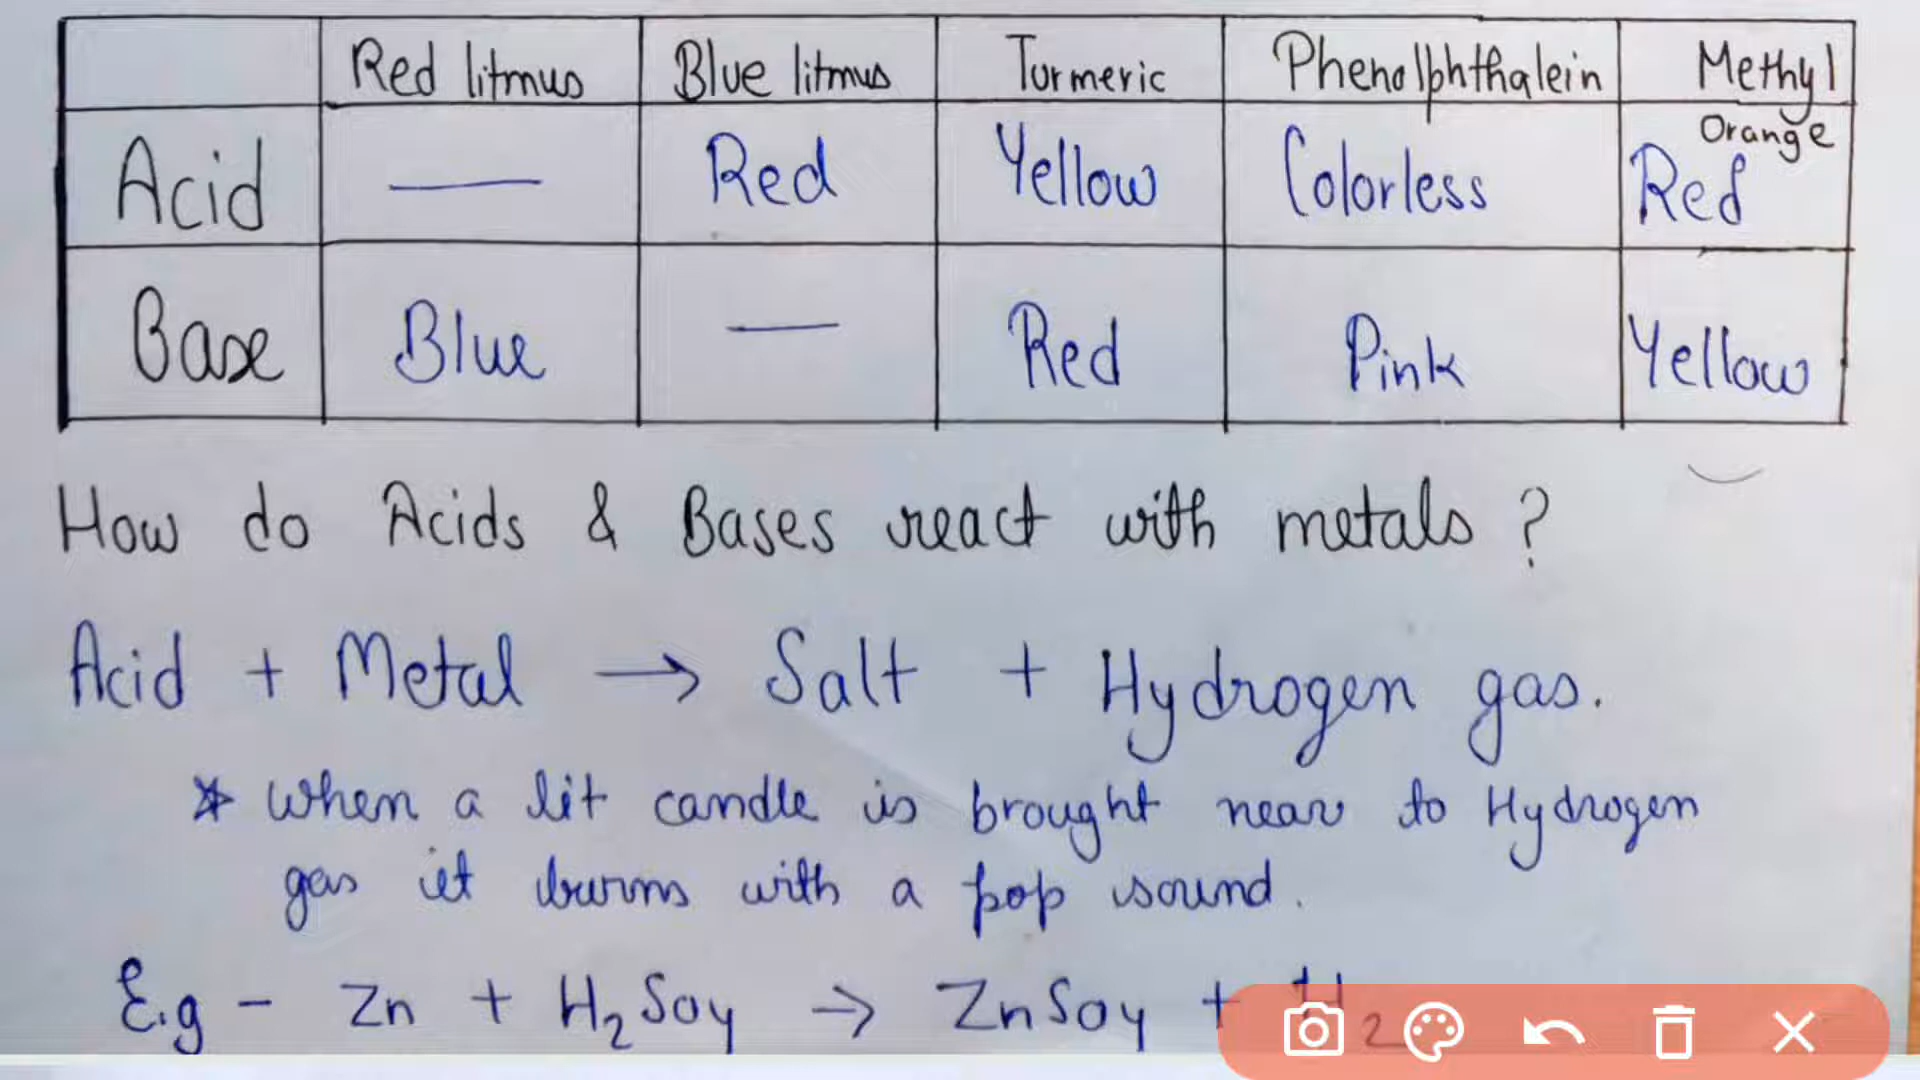 Red litmus Blue litmus Turmeric Phenolphthalein Methyl Orange
Acid — Red Yellow Colorless Red
Base Blue — Red Pink Yellow
How do Acids & Bases react with metals ?
Acid + Metal → Salt + Hydrogen gas.
* When a lit candle is brought near to Hydrogen
gas it burns with a pop sound.
E.g - Zn + H₂SO₄ → ZnSO₄ + H₂